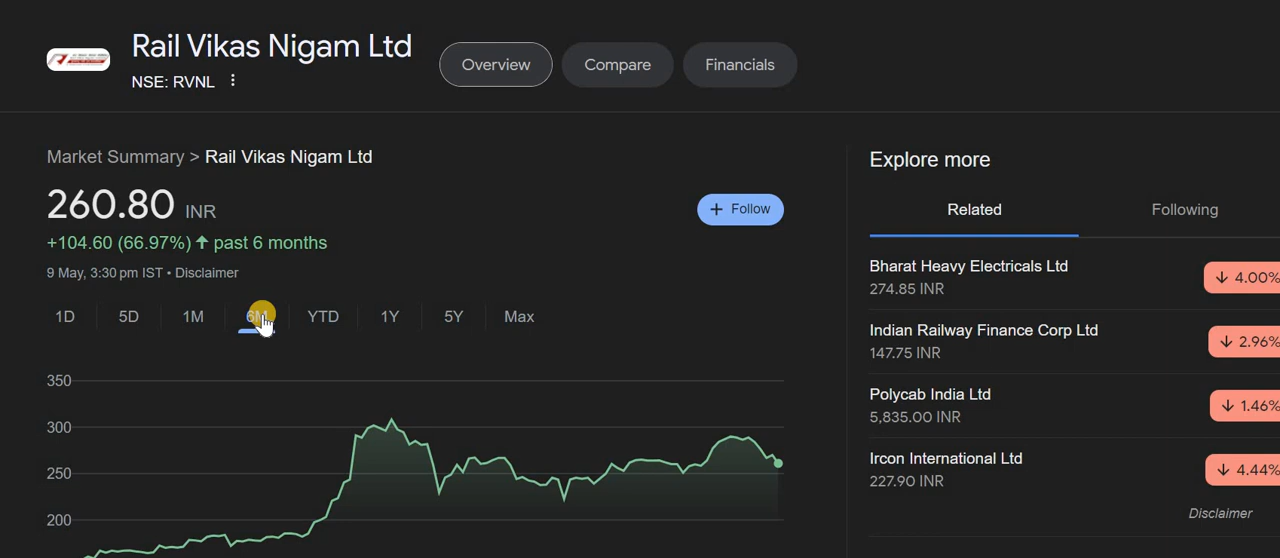 Rail Vikas Nigam Ltd
NSE: RVNL
Overview
Compare
Financials
Market Summary > Rail Vikas Nigam Ltd
260.80 INR
+ Follow
+104.60 (66.97%) ↑ past 6 months
9 May, 3:30 pm IST • Disclaimer
1D 5D 1M 6M YTD 1Y 5Y Max
350
300
250
200
Explore more
Related
Following
Bharat Heavy Electricals Ltd
274.85 INR
↓ 4.00%
Indian Railway Finance Corp Ltd
147.75 INR
↓ 2.96%
Polycab India Ltd
5,835.00 INR
↓ 1.46%
Ircon International Ltd
227.90 INR
↓ 4.44%
Disclaimer